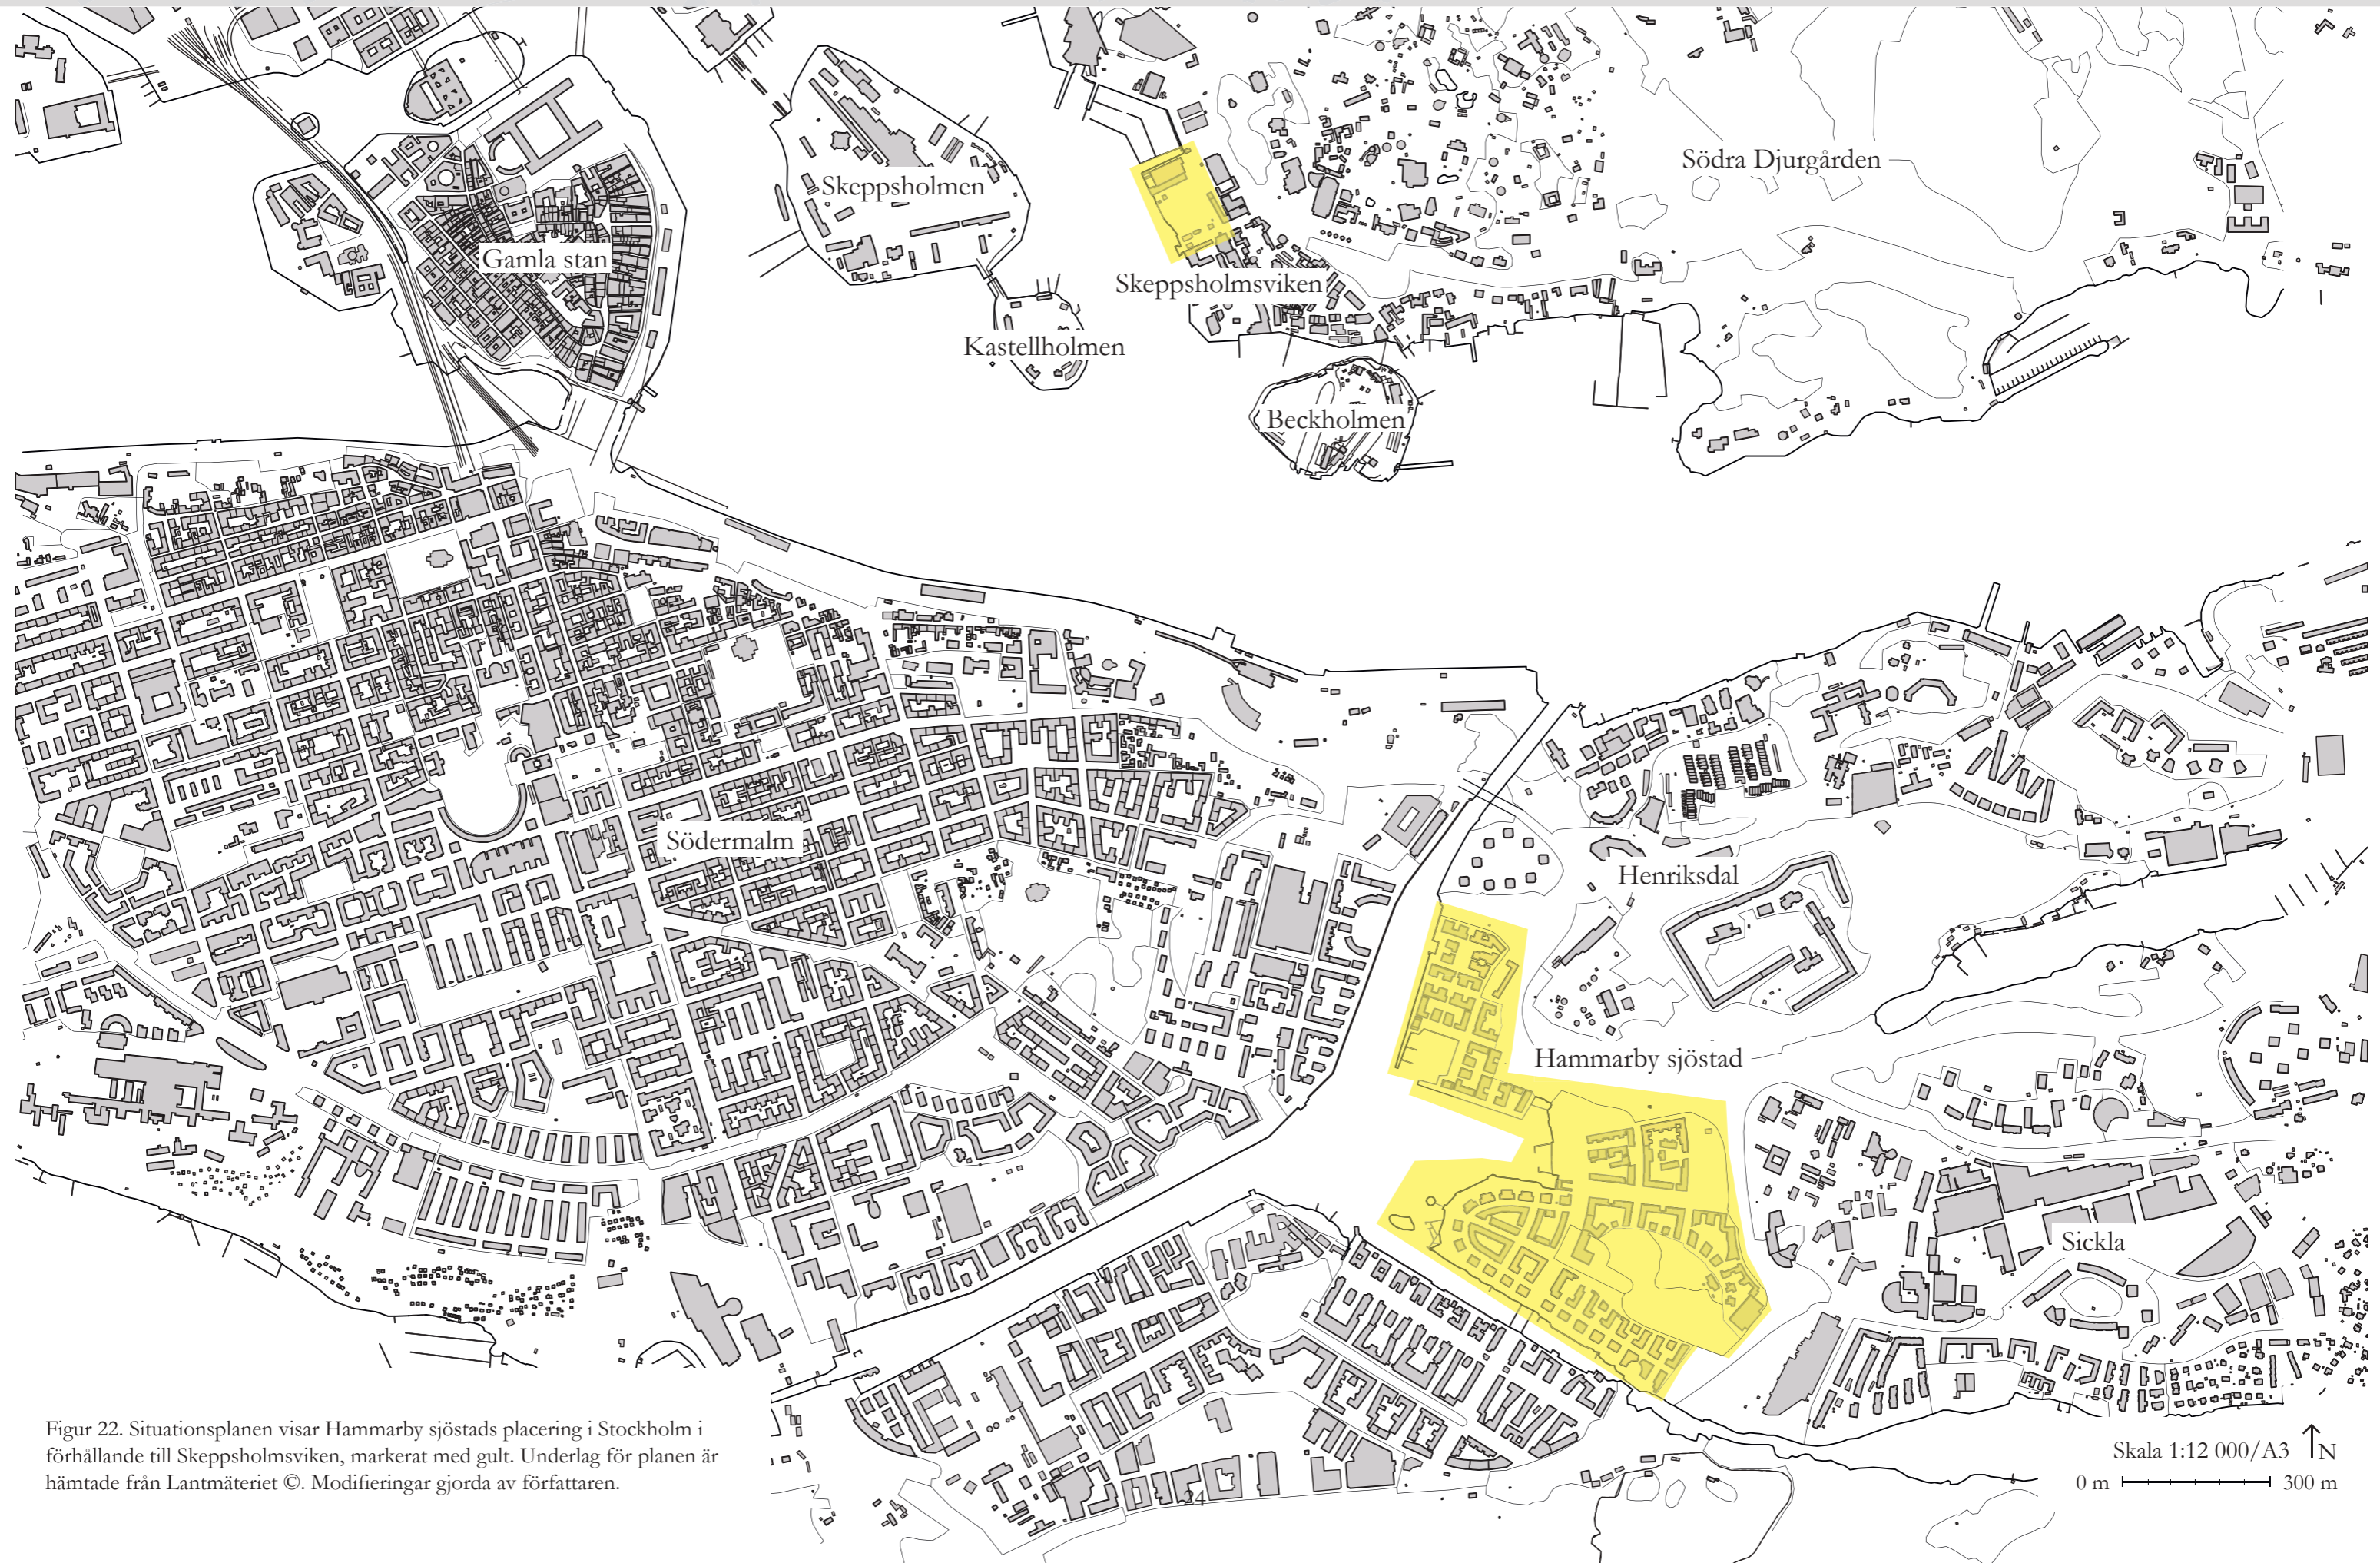 Södra Djurgården
Skeppsholmen
Gamla stan
Skeppsholmsviken
Kastellholmen
Beckholmen
Södermalm
Henriksdal
Hammarby sjöstad
Sickla
Figur 22. Situationsplanen visar Hammarby sjöstads placering i Stockholm i
förhållande till Skeppsholmsviken, markerat med gult. Underlag för planen är
hämtade från Lantmäteriet ©. Modifieringar gjorda av författaren.
Skala 1:12 000/A3 N
0 m 300 m
24